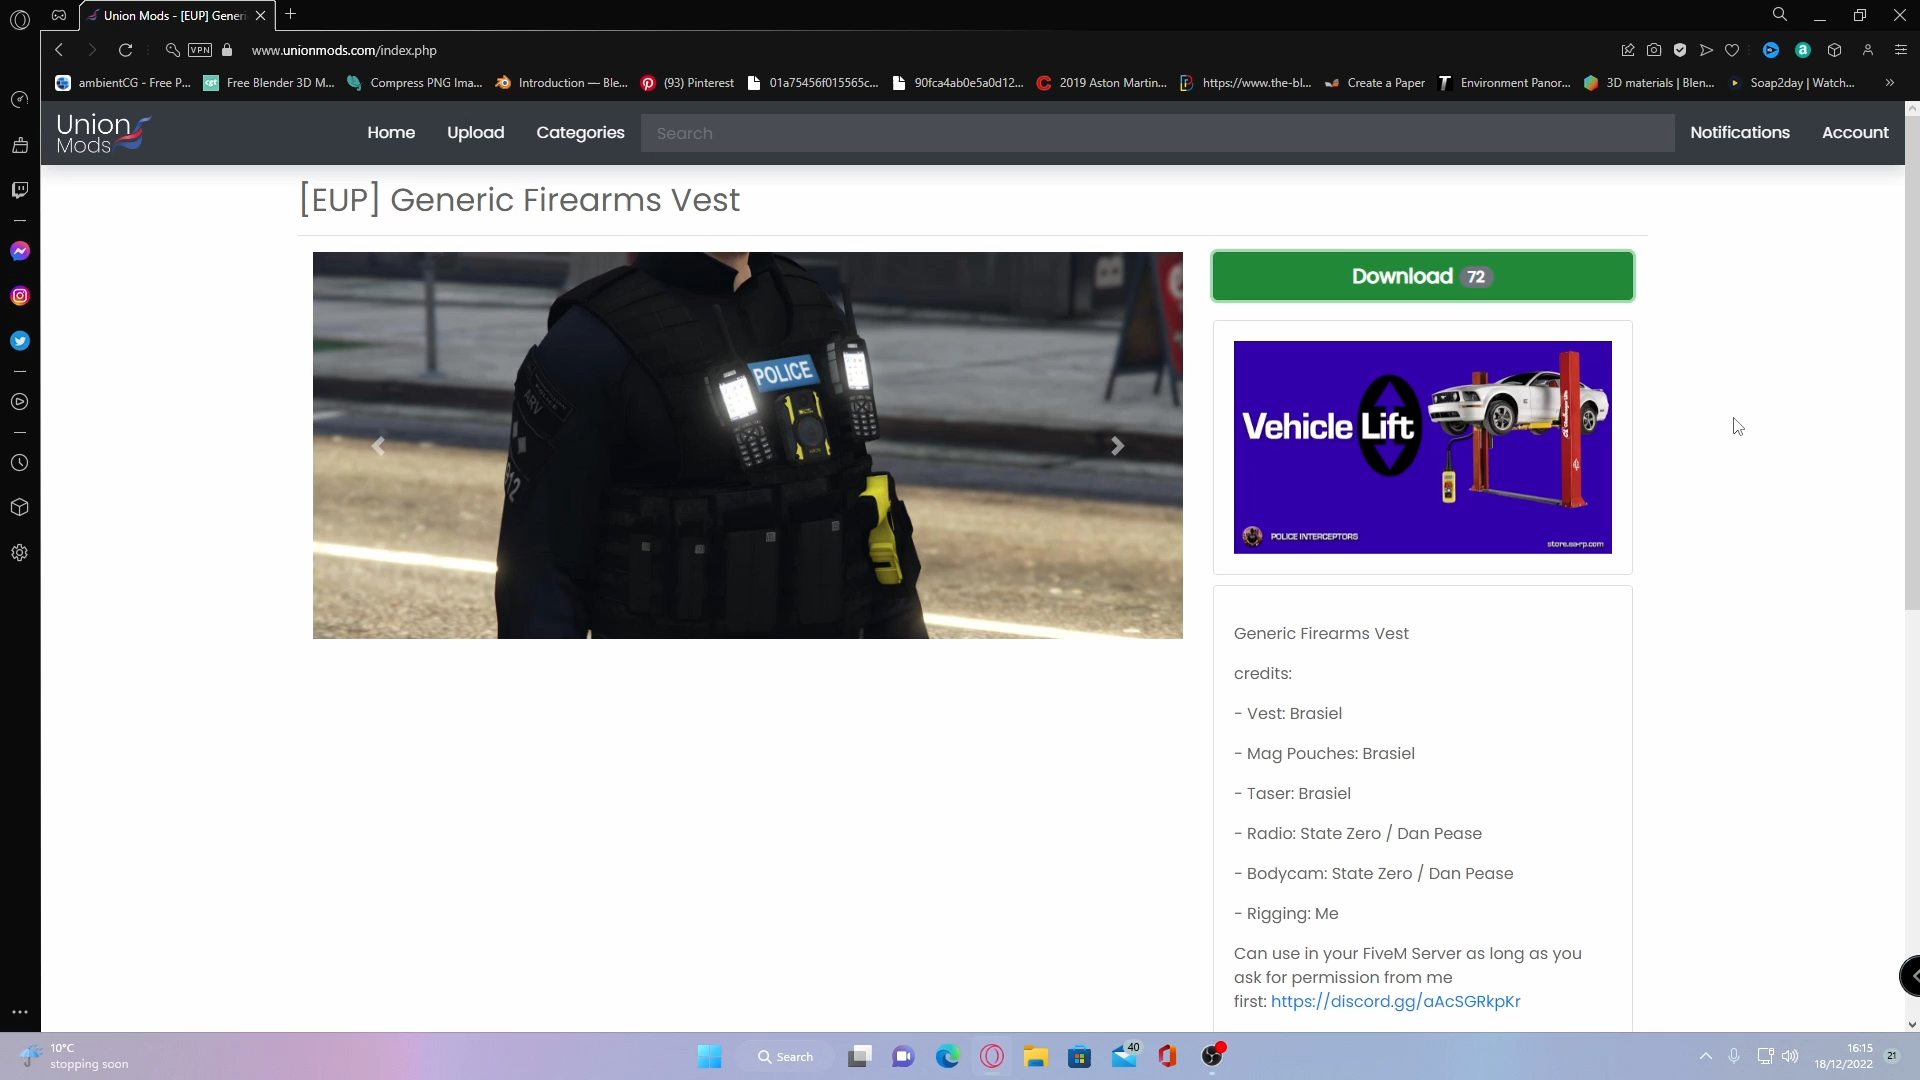 Union Mods - [EUP] Generi
VPN
www.unionmods.com/index.php
ambientCG - Free P...
Free Blender 3D M...
Compress PNG Ima...
Introduction — Ble...
(93) Pinterest
01a75456f015565c...
90fca4ab0e5a0d12...
2019 Aston Martin...
https://www.the-bl...
Create a Paper
Environment Panor...
3D materials | Blen...
Soap2day | Watch...
Union Mods
Home
Upload
Categories
Search
Notifications
Account
[EUP] Generic Firearms Vest
Download 72
POLICE
ARV
Vehicle Lift
POLICE INTERCEPTORS
Generic Firearms Vest
credits:
- Vest: Brasiel
- Mag Pouches: Brasiel
- Taser: Brasiel
- Radio: State Zero / Dan Pease
- Bodycam: State Zero / Dan Pease
- Rigging: Me
Can use in your FiveM Server as long as you
ask for permission from me
first: https://discord.gg/aAcSGRkpKr
10°C
stopping soon
Search
40
16:15
18/12/2022
21